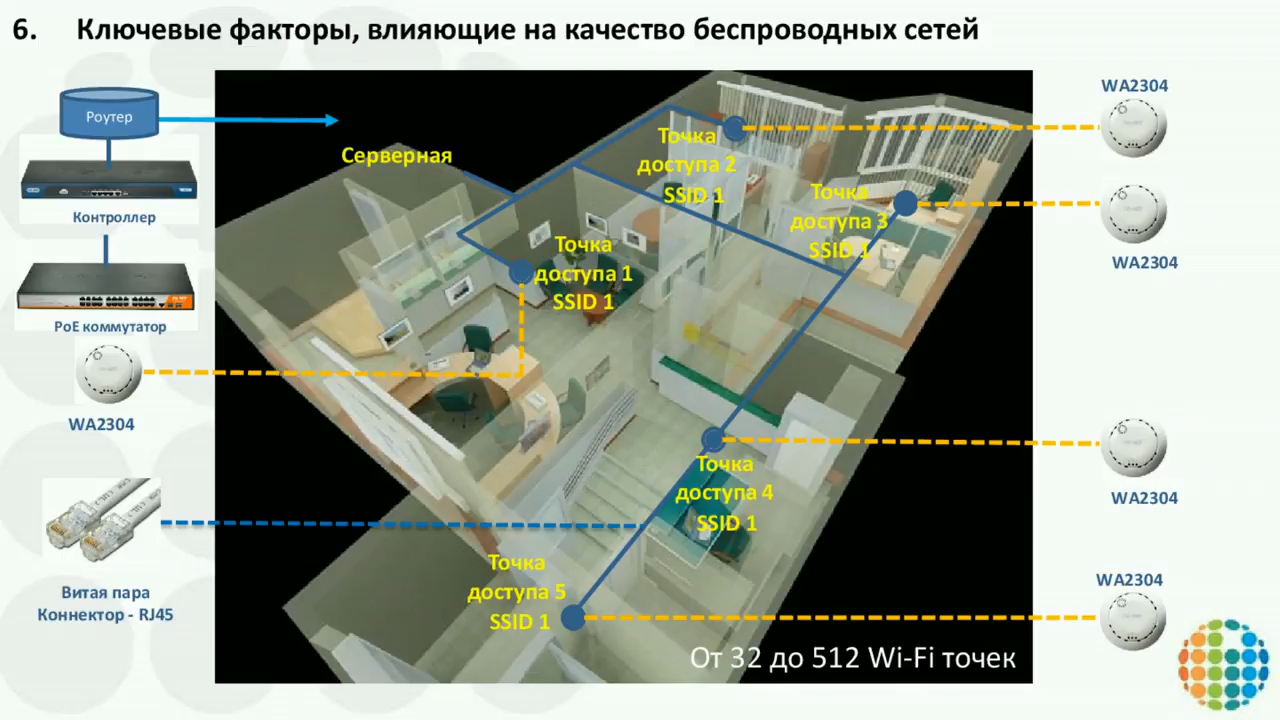 6. Ключевые факторы, влияющие на качество беспроводных сетей
Роутер
Контроллер
PoE коммутатор
WA2304
Витая пара
Коннектор - RJ45
Серверная
Точка
доступа 1
SSID 1
Точка
доступа 2
SSID 1
Точка
доступа 3
SSID 1
Точка
доступа 4
SSID 1
Точка
доступа 5
SSID 1
От 32 до 512 Wi-Fi точек
WA2304
WA2304
WA2304
WA2304